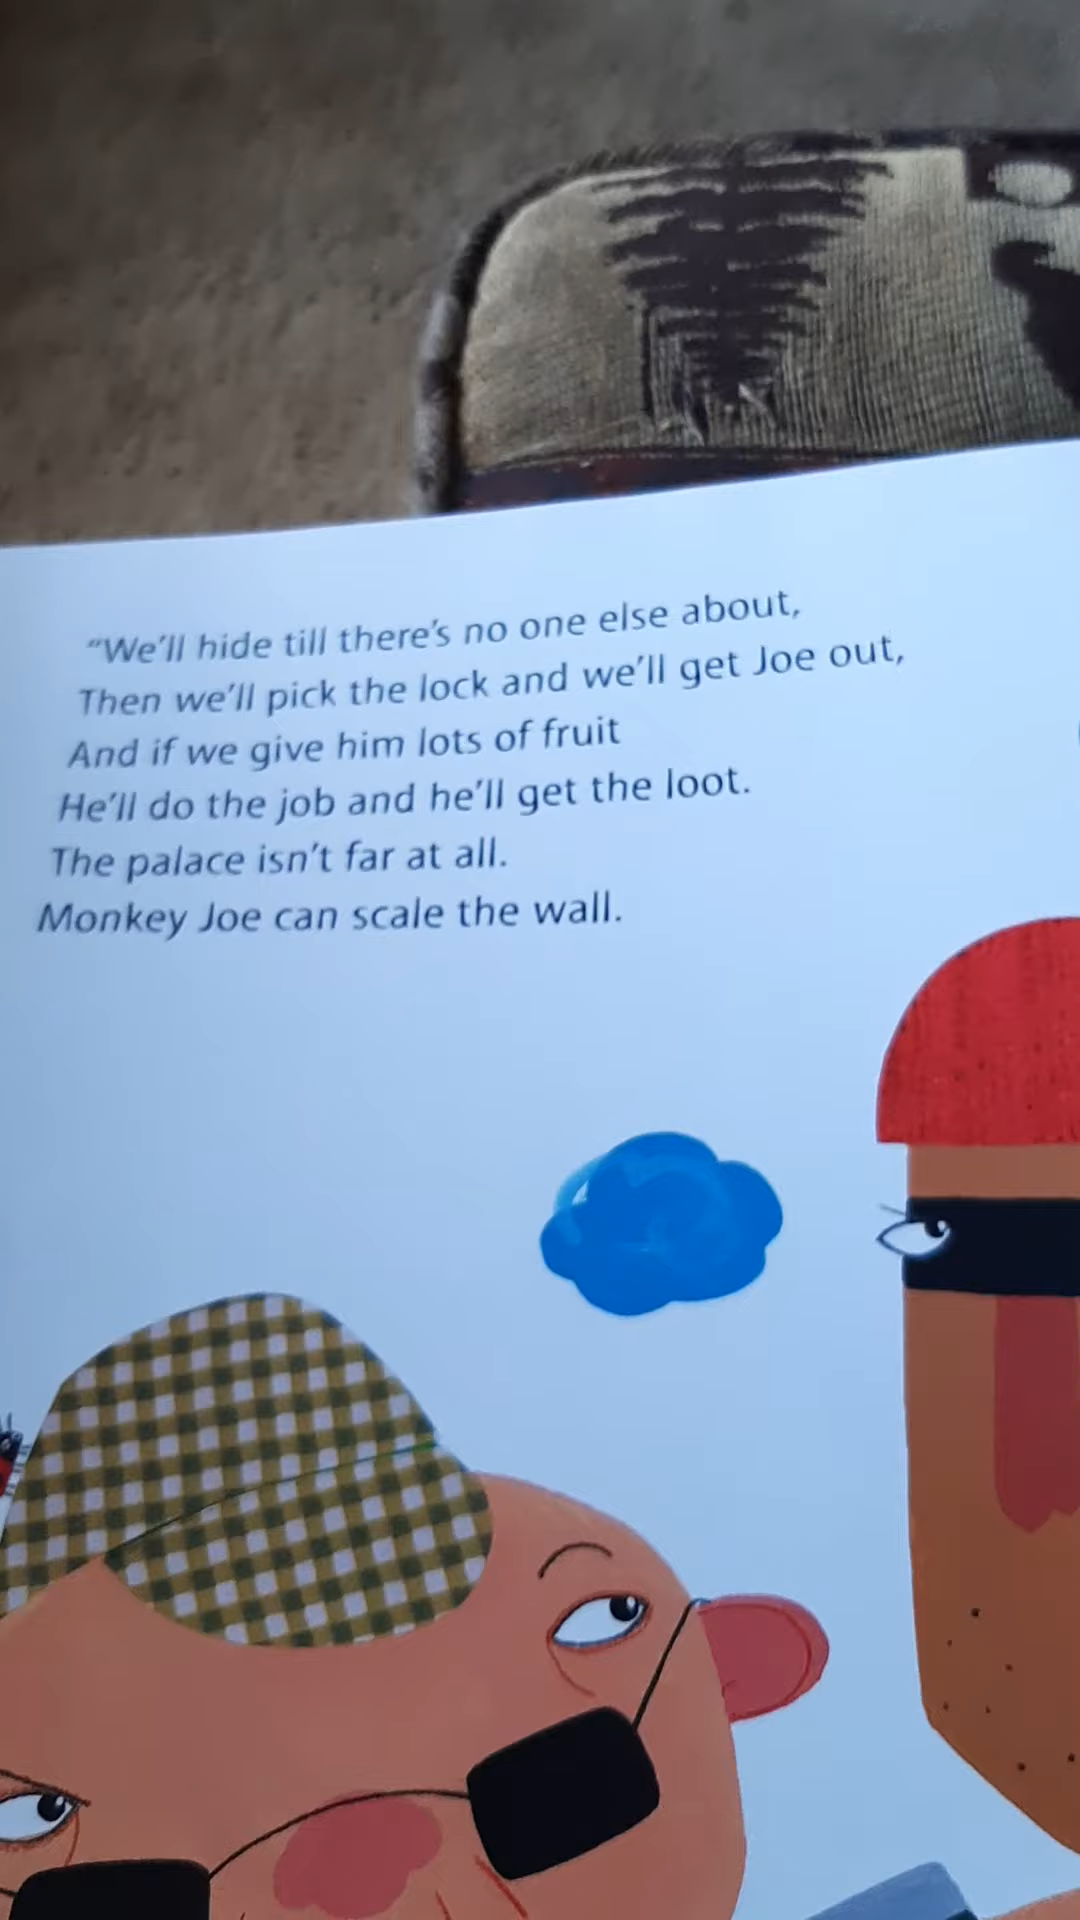 “We’ll hide till there’s no one else about,
Then we’ll pick the lock and we’ll get Joe out,
And if we give him lots of fruit
He’ll do the job and he’ll get the loot.
The palace isn’t far at all.
Monkey Joe can scale the wall.